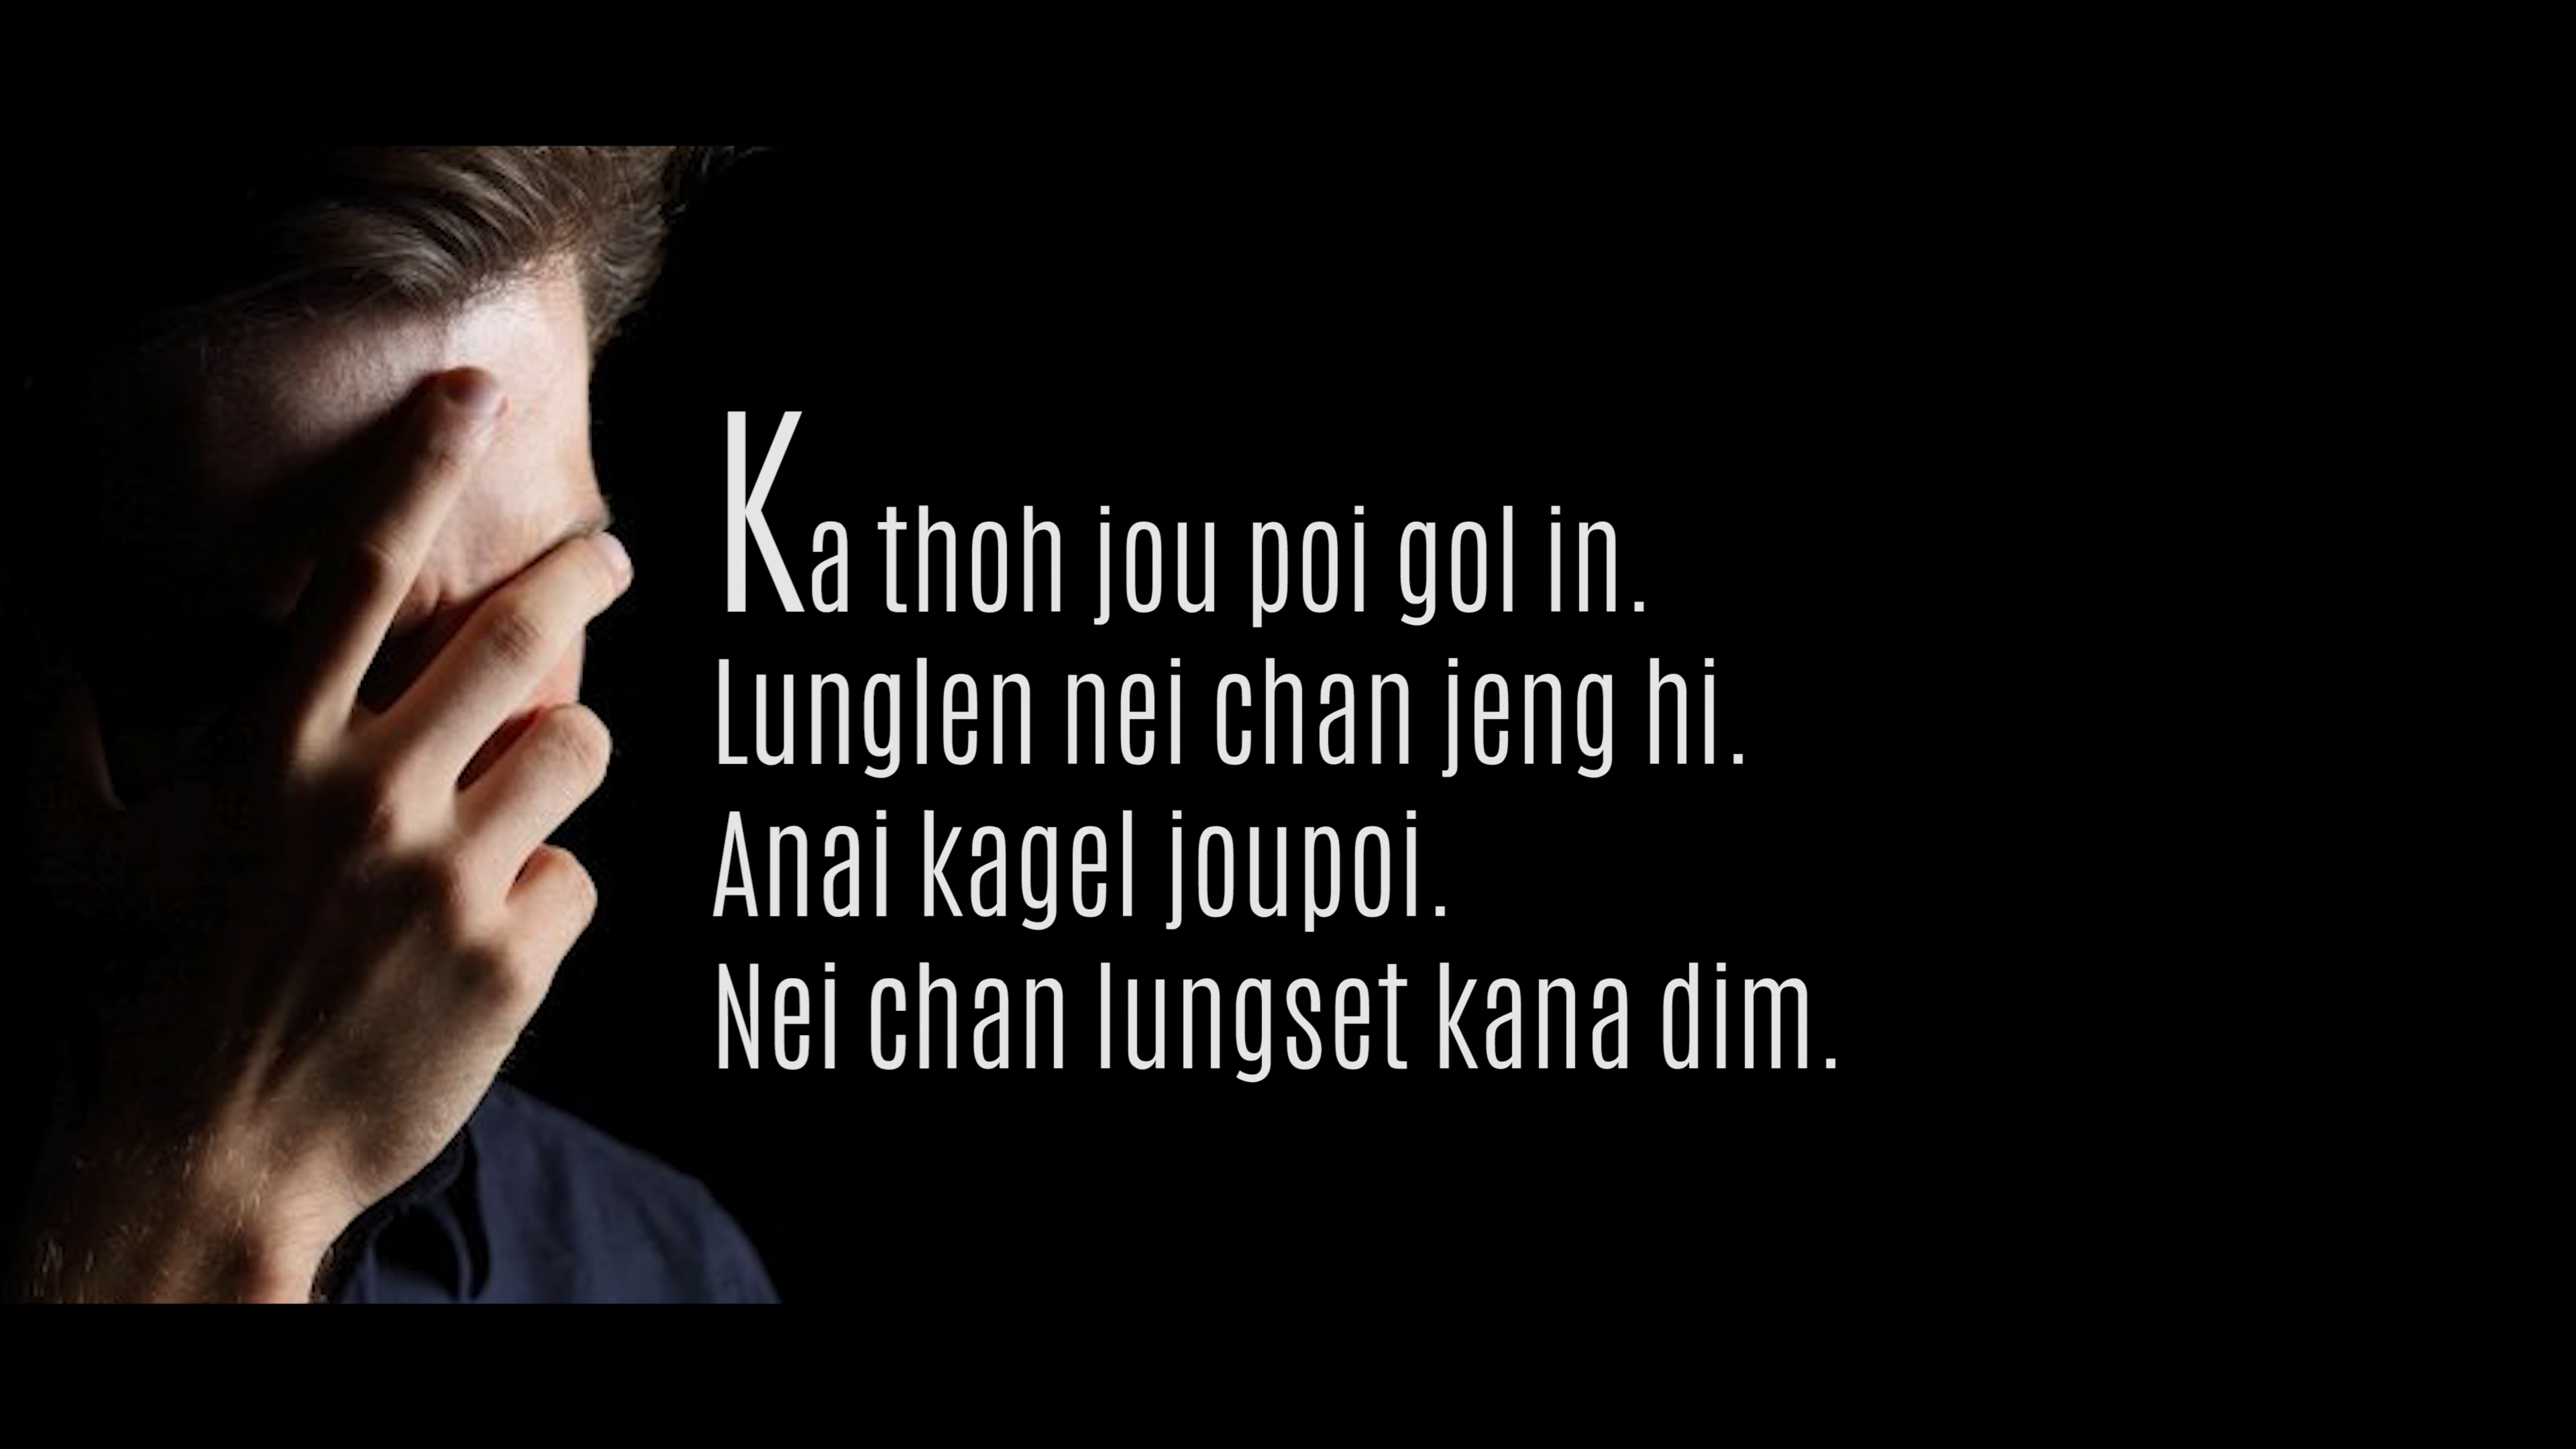 Ka thoh jou poi gol in.
Lunglen nei chan jeng hi.
Anai kagel joupoi.
Nei chan lungset kana dim.